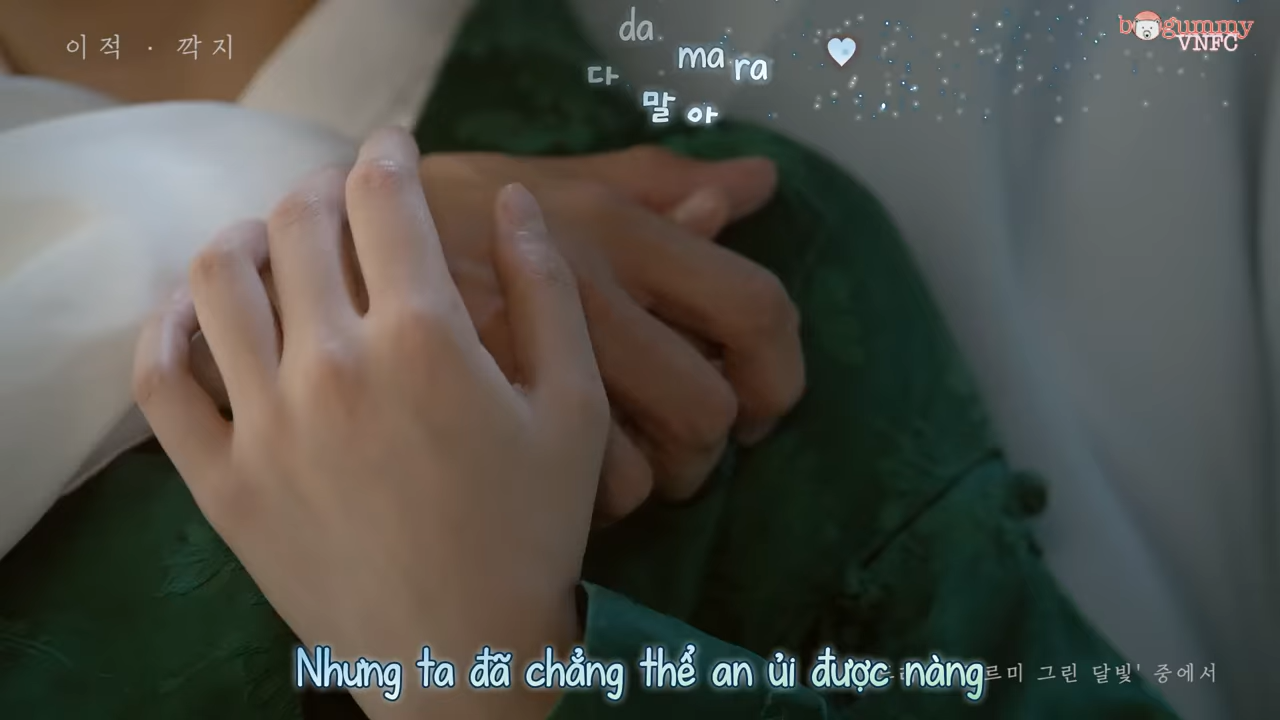 이적 · 깍지
da
ma ra
다
말 아
bogummy
VNFC
Nhưng ta đã chẳng thể an ủi được nàng
르미 그린 달빛' 중에서